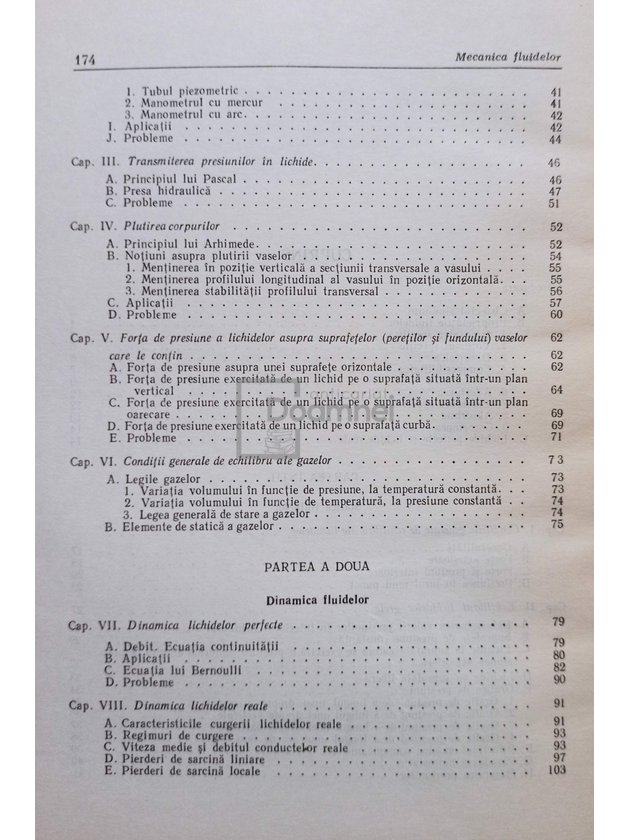 174 Mecanica fluidelor
1. Tubul piezometric . . . . . . . . . . . . . . . . . . . . . . . . 41
2. Manometrul cu mercur . . . . . . . . . . . . . . . . . . . . . . 41
3. Manometrul cu arc. . . . . . . . . . . . . . . . . . . . . . . . 42
I. Aplicații . . . . . . . . . . . . . . . . . . . . . . . . . . . . 42
J. Probleme . . . . . . . . . . . . . . . . . . . . . . . . . . . . 44
Cap. III. Transmiterea presiunilor în lichide. . . . . . . . . . . . . . . . . . 46
A. Principiul lui Pascal . . . . . . . . . . . . . . . . . . . . . . 46
B. Presa hidraulică . . . . . . . . . . . . . . . . . . . . . . . . 47
C. Probleme . . . . . . . . . . . . . . . . . . . . . . . . . . . . 51
Cap. IV. Plutirea corpurilor . . . . . . . . . . . . . . . . . . . . . . . . 52
A. Principiul lui Arhimede. . . . . . . . . . . . . . . . . . . . . . 52
B. Noțiuni asupra plutirii vaselor . . . . . . . . . . . . . . . . . . 54
1. Menținerea în poziție verticală a secțiunii transversale a vasului . . . . 55
2. Menținerea profilului longitudinal al vasului în poziție orizontală. . . 55
3. Menținerea stabilității profilului transversal . . . . . . . . . . . . 56
C. Aplicații . . . . . . . . . . . . . . . . . . . . . . . . . . . . 57
D. Probleme . . . . . . . . . . . . . . . . . . . . . . . . . . . . 60
Cap. V. Forța de presiune a lichidelor asupra suprafețelor (pereților și fundului) vaselor 62
care le conțin . . . . . . . . . . . . . . . . . . . . . . . . . . 62
A. Forța de presiune asupra unei suprafețe orizontale . . . . . . . . . . 62
B. Forța de presiune exercitată de un lichid pe o suprafață situată într-un plan
vertical . . . . . . . . . . . . . . . . . . . . . . . . . . . . 64
C. Forța de presiune exercitată de un lichid pe o suprafață situată într-un plan
oarecare . . . . . . . . . . . . . . . . . . . . . . . . . . . . 69
D. Forța de presiune exercitată de un lichid pe o suprafață curbă. . . . . . . 69
E. Probleme . . . . . . . . . . . . . . . . . . . . . . . . . . . . 71
Cap. VI. Condiții generale de echilibru ale gazelor . . . . . . . . . . . . . . . 73
A. Legile gazelor . . . . . . . . . . . . . . . . . . . . . . . . . . 73
1. Variația volumului în funcție de presiune, la temperatură constantă. . . 73
2. Variația volumului în funcție de temperatură, la presiune constantă . . 74
3. Legea generală de stare a gazelor . . . . . . . . . . . . . . . . . 74
B. Elemente de statică a gazelor . . . . . . . . . . . . . . . . . . . . 75
anticariat
Podmnei
PARTEA A DOUA
Dinamica fluidelor
Cap. VII. Dinamica lichidelor perfecte . . . . . . . . . . . . . . . . . . . . 79
A. Debit. Ecuația continuității . . . . . . . . . . . . . . . . . . . . 79
B. Aplicații . . . . . . . . . . . . . . . . . . . . . . . . . . . . 80
C. Ecuația lui Bernoulli . . . . . . . . . . . . . . . . . . . . . . . 82
D. Probleme . . . . . . . . . . . . . . . . . . . . . . . . . . . . 90
Cap. VIII. Dinamica lichidelor reale . . . . . . . . . . . . . . . . . . . . . 91
A. Caracteristicile curgerii lichidelor reale . . . . . . . . . . . . . . . 91
B. Regimuri de curgere . . . . . . . . . . . . . . . . . . . . . . . . 93
C. Viteza medie și debitul conductelor reale . . . . . . . . . . . . . . . 93
D. Pierderi de sarcină liniare . . . . . . . . . . . . . . . . . . . . . 97
E. Pierderi de sarcină locale . . . . . . . . . . . . . . . . . . . . . 103